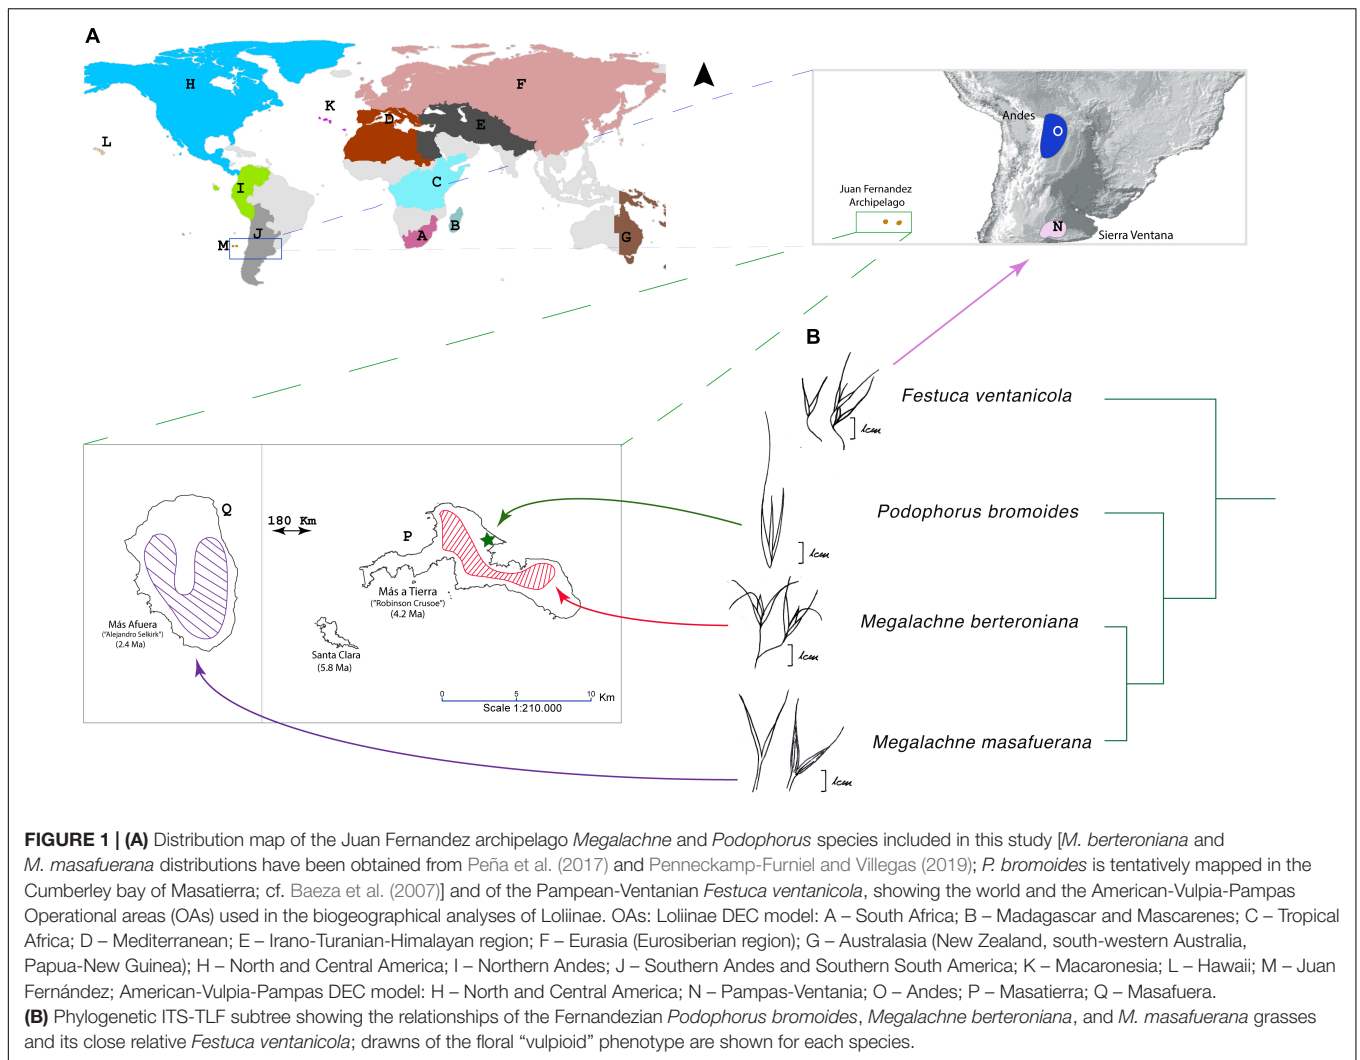 A
H
K
L
F
D
E
C
I
B
A
M
J
G
Andes
O
Juan Fernandez
Archipelago
N
Sierra Ventana
B
Festuca ventanicola
1cm
Podophorus bromoides
1cm
Megalachne berteroniana
1cm
Megalachne masafuerana
1cm
Q
180 Km
P
Más a Tierra
("Robinson Crusoe")
(4.2 Ma)
Más Afuera
("Alejandro Selkirk")
(2.4 Ma)
Santa Clara
(5.8 Ma)
0 5 10 Km
Scale 1:210.000
FIGURE 1 | (A) Distribution map of the Juan Fernandez archipelago Megalachne and Podophorus species included in this study [M. berteroniana and
M. masafuerana distributions have been obtained from Peña et al. (2017) and Penneckamp-Furniel and Villegas (2019); P. bromoides is tentatively mapped in the
Cumberley bay of Masatierra; cf. Baeza et al. (2007)] and of the Pampean-Ventanian Festuca ventanicola, showing the world and the American-Vulpia-Pampas
Operational areas (OAs) used in the biogeographical analyses of Loliinae. OAs: Loliinae DEC model: A – South Africa; B – Madagascar and Mascarenes; C – Tropical
Africa; D – Mediterranean; E – Irano-Turanian-Himalayan region; F – Eurasia (Eurosiberian region); G – Australasia (New Zealand, south-western Australia,
Papua-New Guinea); H – North and Central America; I – Northern Andes; J – Southern Andes and Southern South America; K – Macaronesia; L – Hawaii; M – Juan
Fernández; American-Vulpia-Pampas DEC model: H – North and Central America; N – Pampas-Ventania; O – Andes; P – Masatierra; Q – Masafuera.
(B) Phylogenetic ITS-TLF subtree showing the relationships of the Fernandezian Podophorus bromoides, Megalachne berteroniana, and M. masafuerana grasses
and its close relative Festuca ventanicola; drawns of the floral "vulpioid" phenotype are shown for each species.